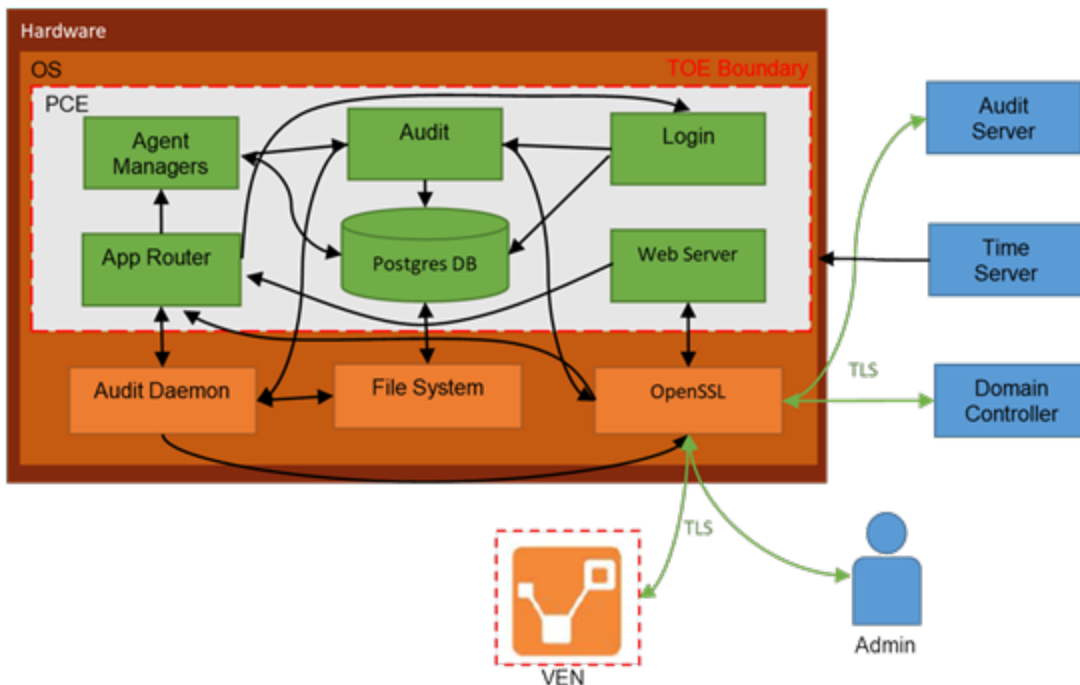 Hardware
OS
TOE Boundary
PCE
Agent
Managers
Audit
Login
App Router
Postgres DB
Web Server
Audit Daemon
File System
OpenSSL
Audit
Server
Time
Server
TLS
Domain
Controller
TLS
VEN
Admin